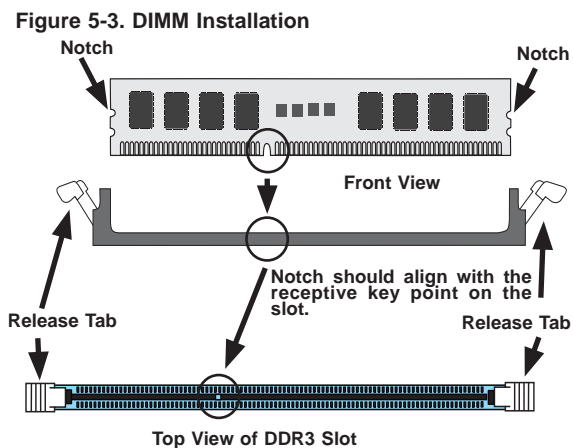 Figure 5-3. DIMM Installation
Notch
Notch
Front View
Notch should align with the
receptive key point on the
slot.
Release Tab
Release Tab
Top View of DDR3 Slot